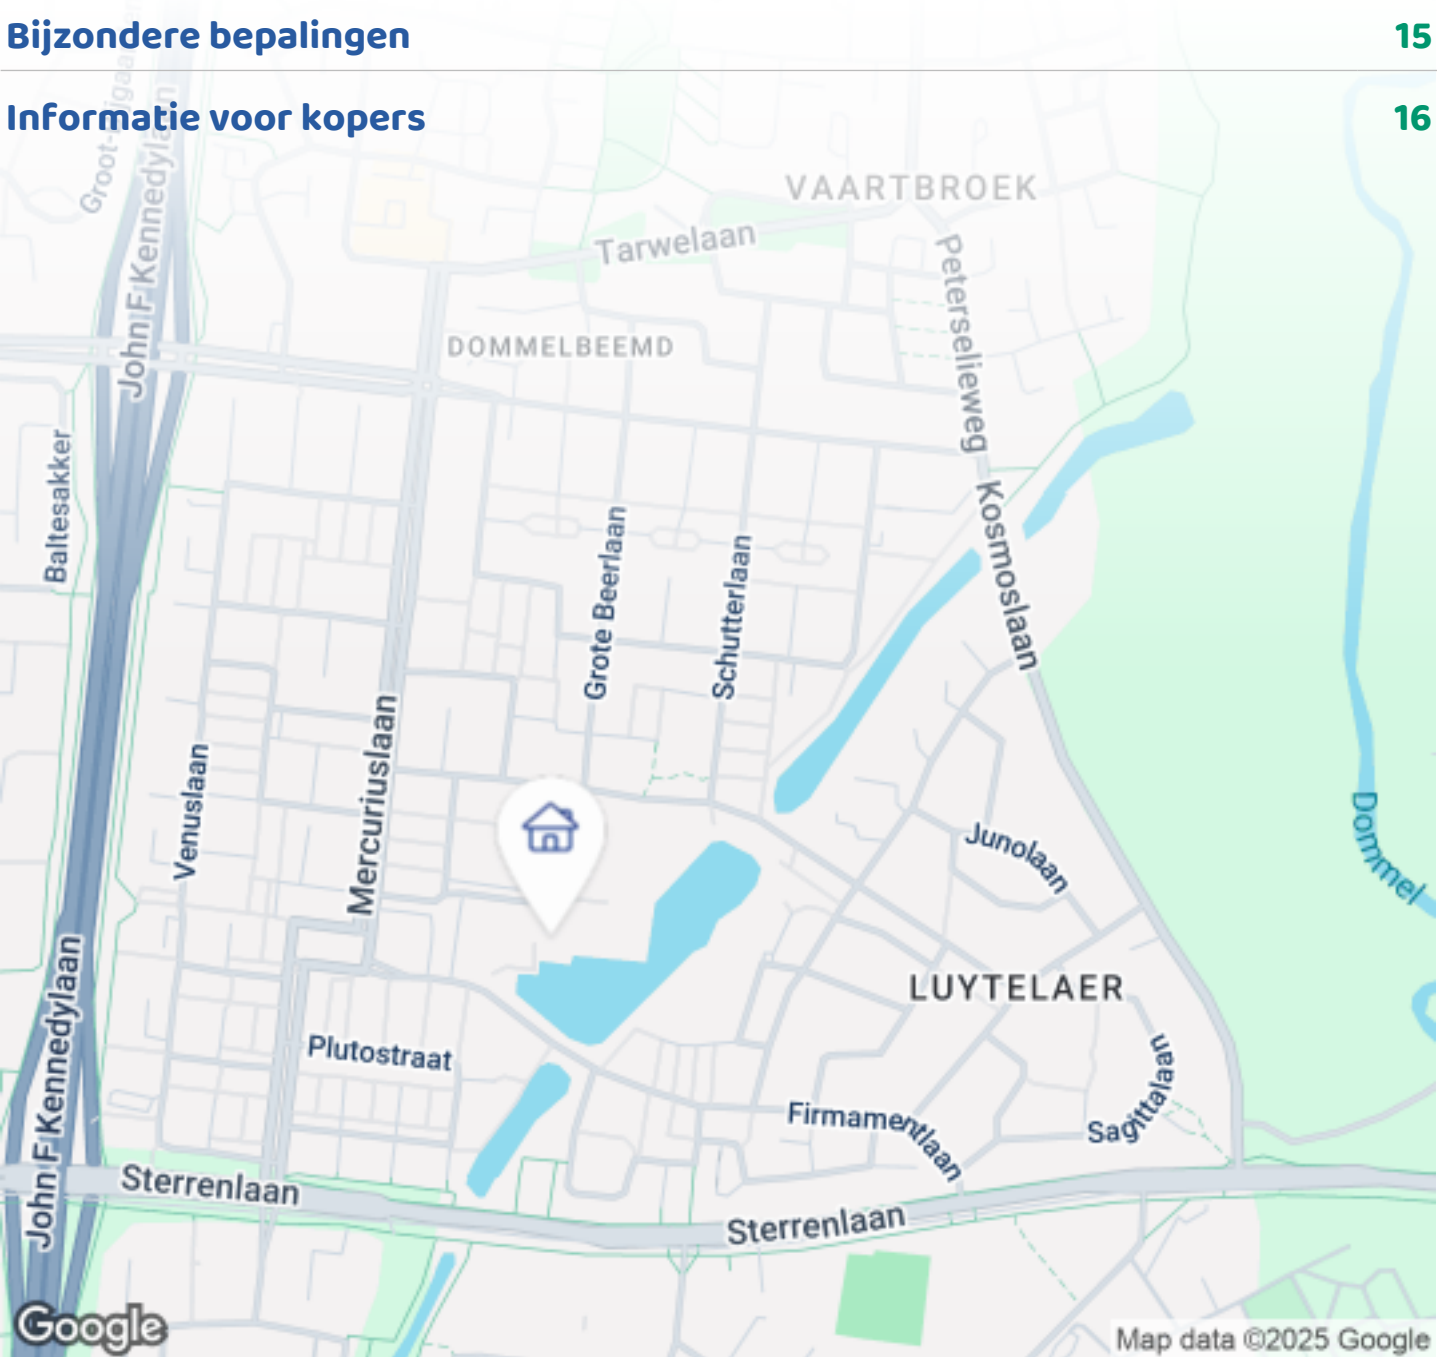 Bijzondere bepalingen 15
Informatie voor kopers 16
John F Kennedylaan
VAARTBROEK
Tarwelaan
Peterselieweg
DOMMELBEEMD
Baltesakker
Kosmoslaan
Grote Beerlaan
Schutterlaan
Mercuriuslaan
Venuslaan
Junolaan
Dommel
LUYTELAER
John F Kennedylaan
Plutostraat
Firmamentlaan
Sagittalaan
Sterrenlaan
Sterrenlaan
Google
Map data ©2025 Google